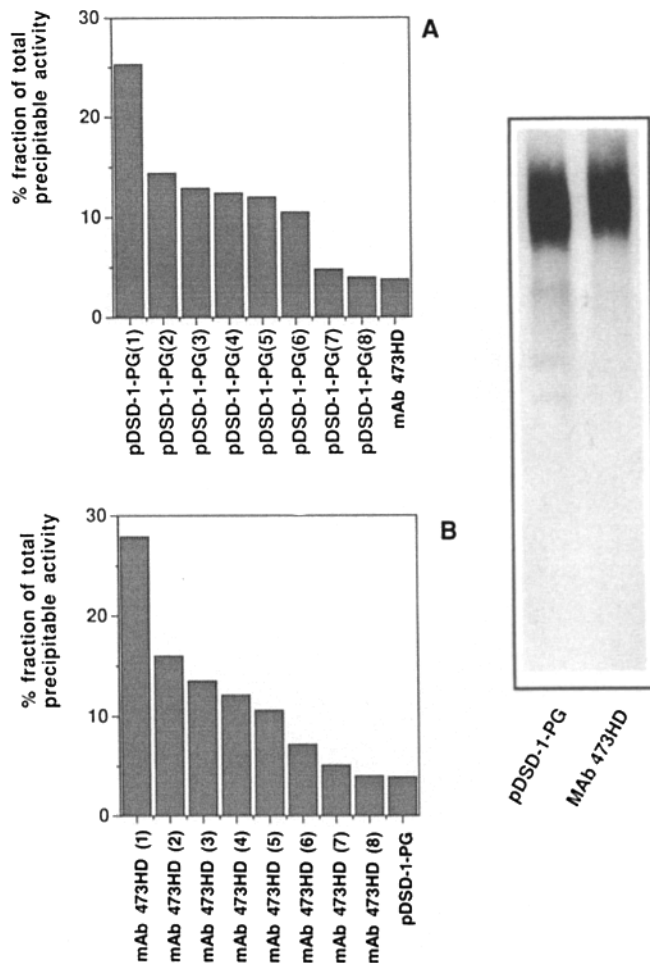 A
% fraction of total
precipitable activity
30
20
10
0
pDSD-1-PG(1)
pDSD-1-PG(2)
pDSD-1-PG(3)
pDSD-1-PG(4)
pDSD-1-PG(5)
pDSD-1-PG(6)
pDSD-1-PG(7)
pDSD-1-PG(8)
mAb 473HD
B
% fraction of total
precipitable activity
30
20
10
0
mAb 473HD (1)
mAb 473HD (2)
mAb 473HD (3)
mAb 473HD (4)
mAb 473HD (5)
mAb 473HD (6)
mAb 473HD (7)
mAb 473HD (8)
pDSD-1-PG
pDSD-1-PG
MAb 473HD